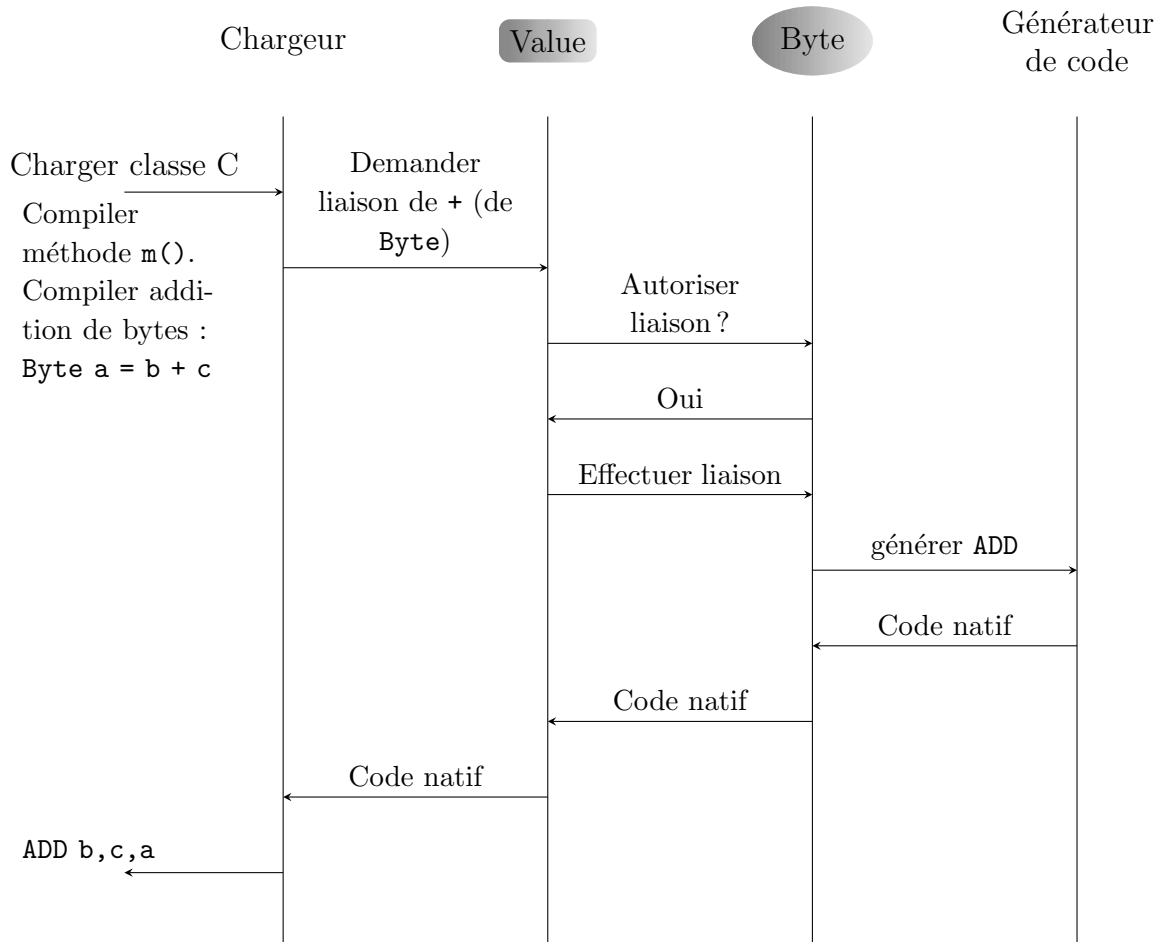 Chargeur
Value
Byte
Générateur
de code
Charger classe C
Compiler
méthode m().
Compiler addi-
tion de bytes :
Byte a = b + c
Demander
liaison de + (de
Byte)
Autoriser
liaison ?
Oui
Effectuer liaison
générer ADD
Code natif
Code natif
Code natif
ADD b,c,a